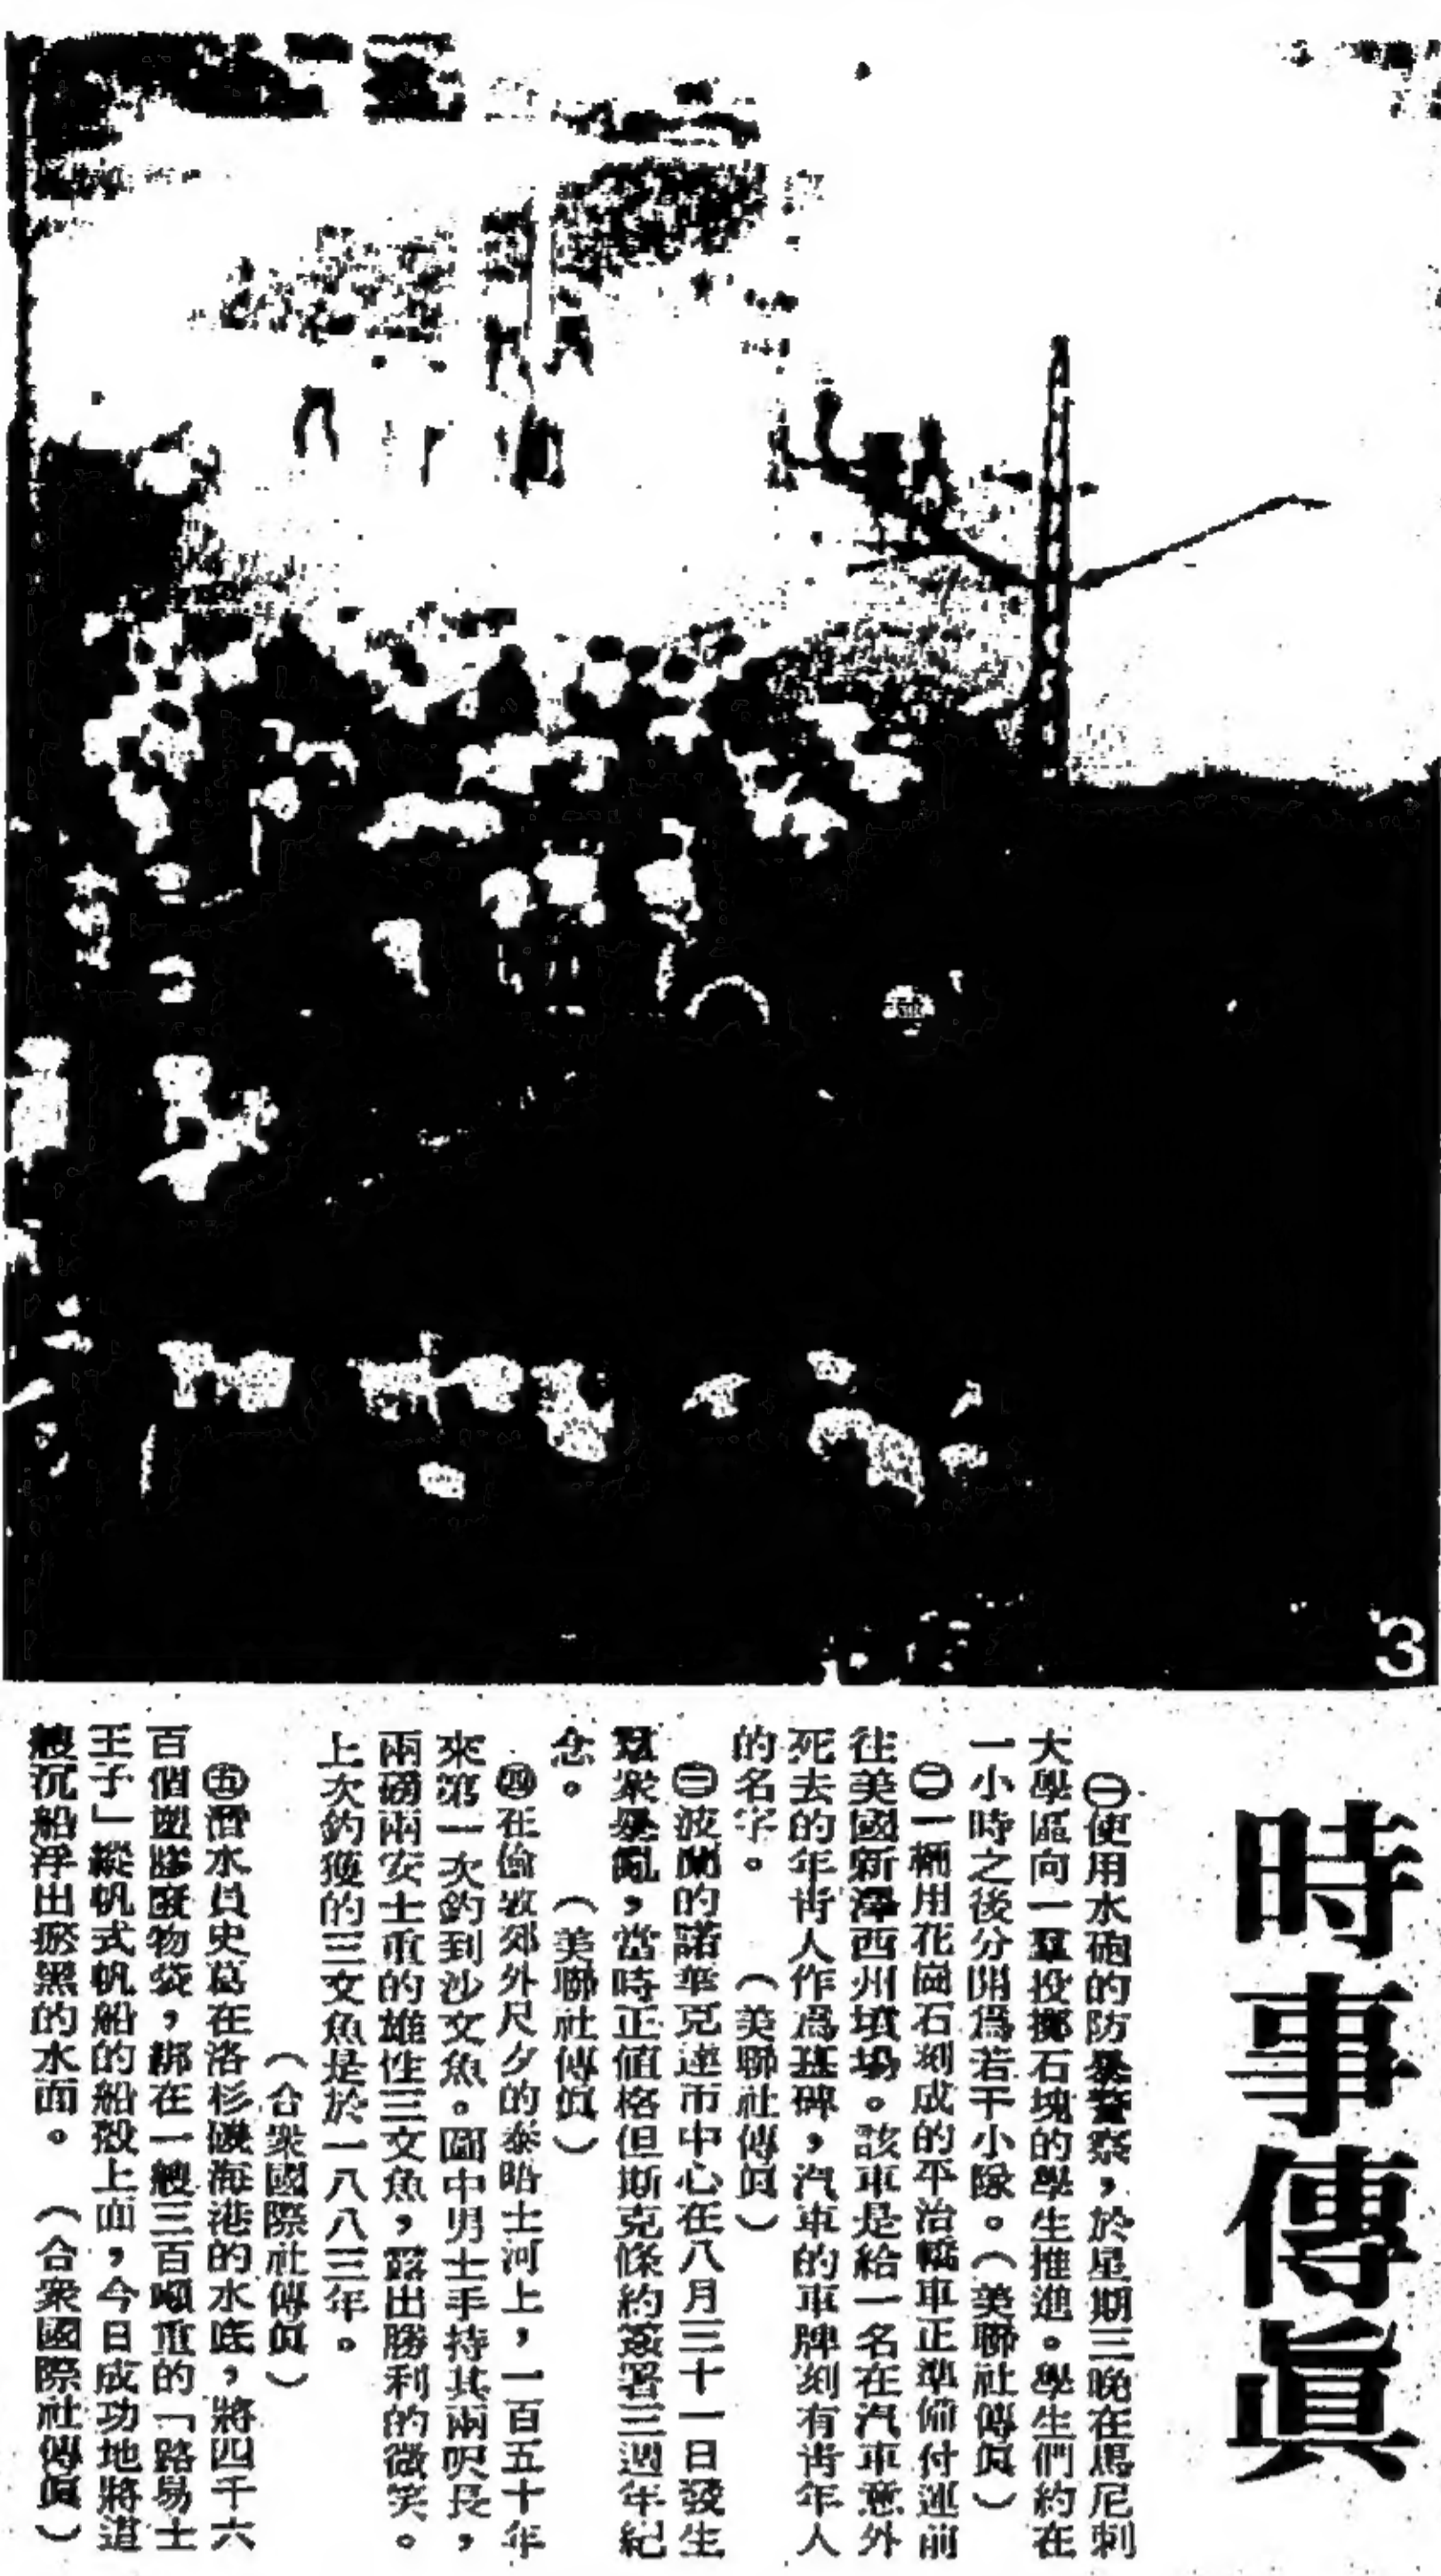 3
時事傳眞
㊀使用水砲的防暴警察，於星期三晚在馬尼剌
大學區向一羣投擲石塊的學生推進。學生們約在
一小時之後分開爲若干小隊。（美聯社傳眞）
㊁一輛用花崗石刻成的平治轎車正準備付運前
往美國新澤西州墳場。該車是給一名在汽車意外
死去的年靑人作爲墓碑，汽車的車牌刻有靑年人
的名字。（美聯社傳眞）
㊂波蘭的諾華克達市中心在八月三十一日發生
羣衆暴亂，當時正值格但斯克條約簽署三週年紀
念。（美聯社傳眞）
㊃在倫敦郊外尺夕的泰晤士河上，一百五十年
來第一次釣到沙文魚。圖中男士手持其兩呎長，
兩磅兩安士重的雄性三文魚，露出勝利的微笑。
上次釣獲的三文魚是於一八八三年。
（合衆國際社傳眞）
㊄潛水員史葛在洛杉磯海港的水底，將四千六
百個塑膠廢物袋，綁在一艘三百噸重的「路易士
王子」縱帆式帆船的船殼上面，今日成功地將這
艘沉船浮出瘀黑的水面。（合衆國際社傳眞）